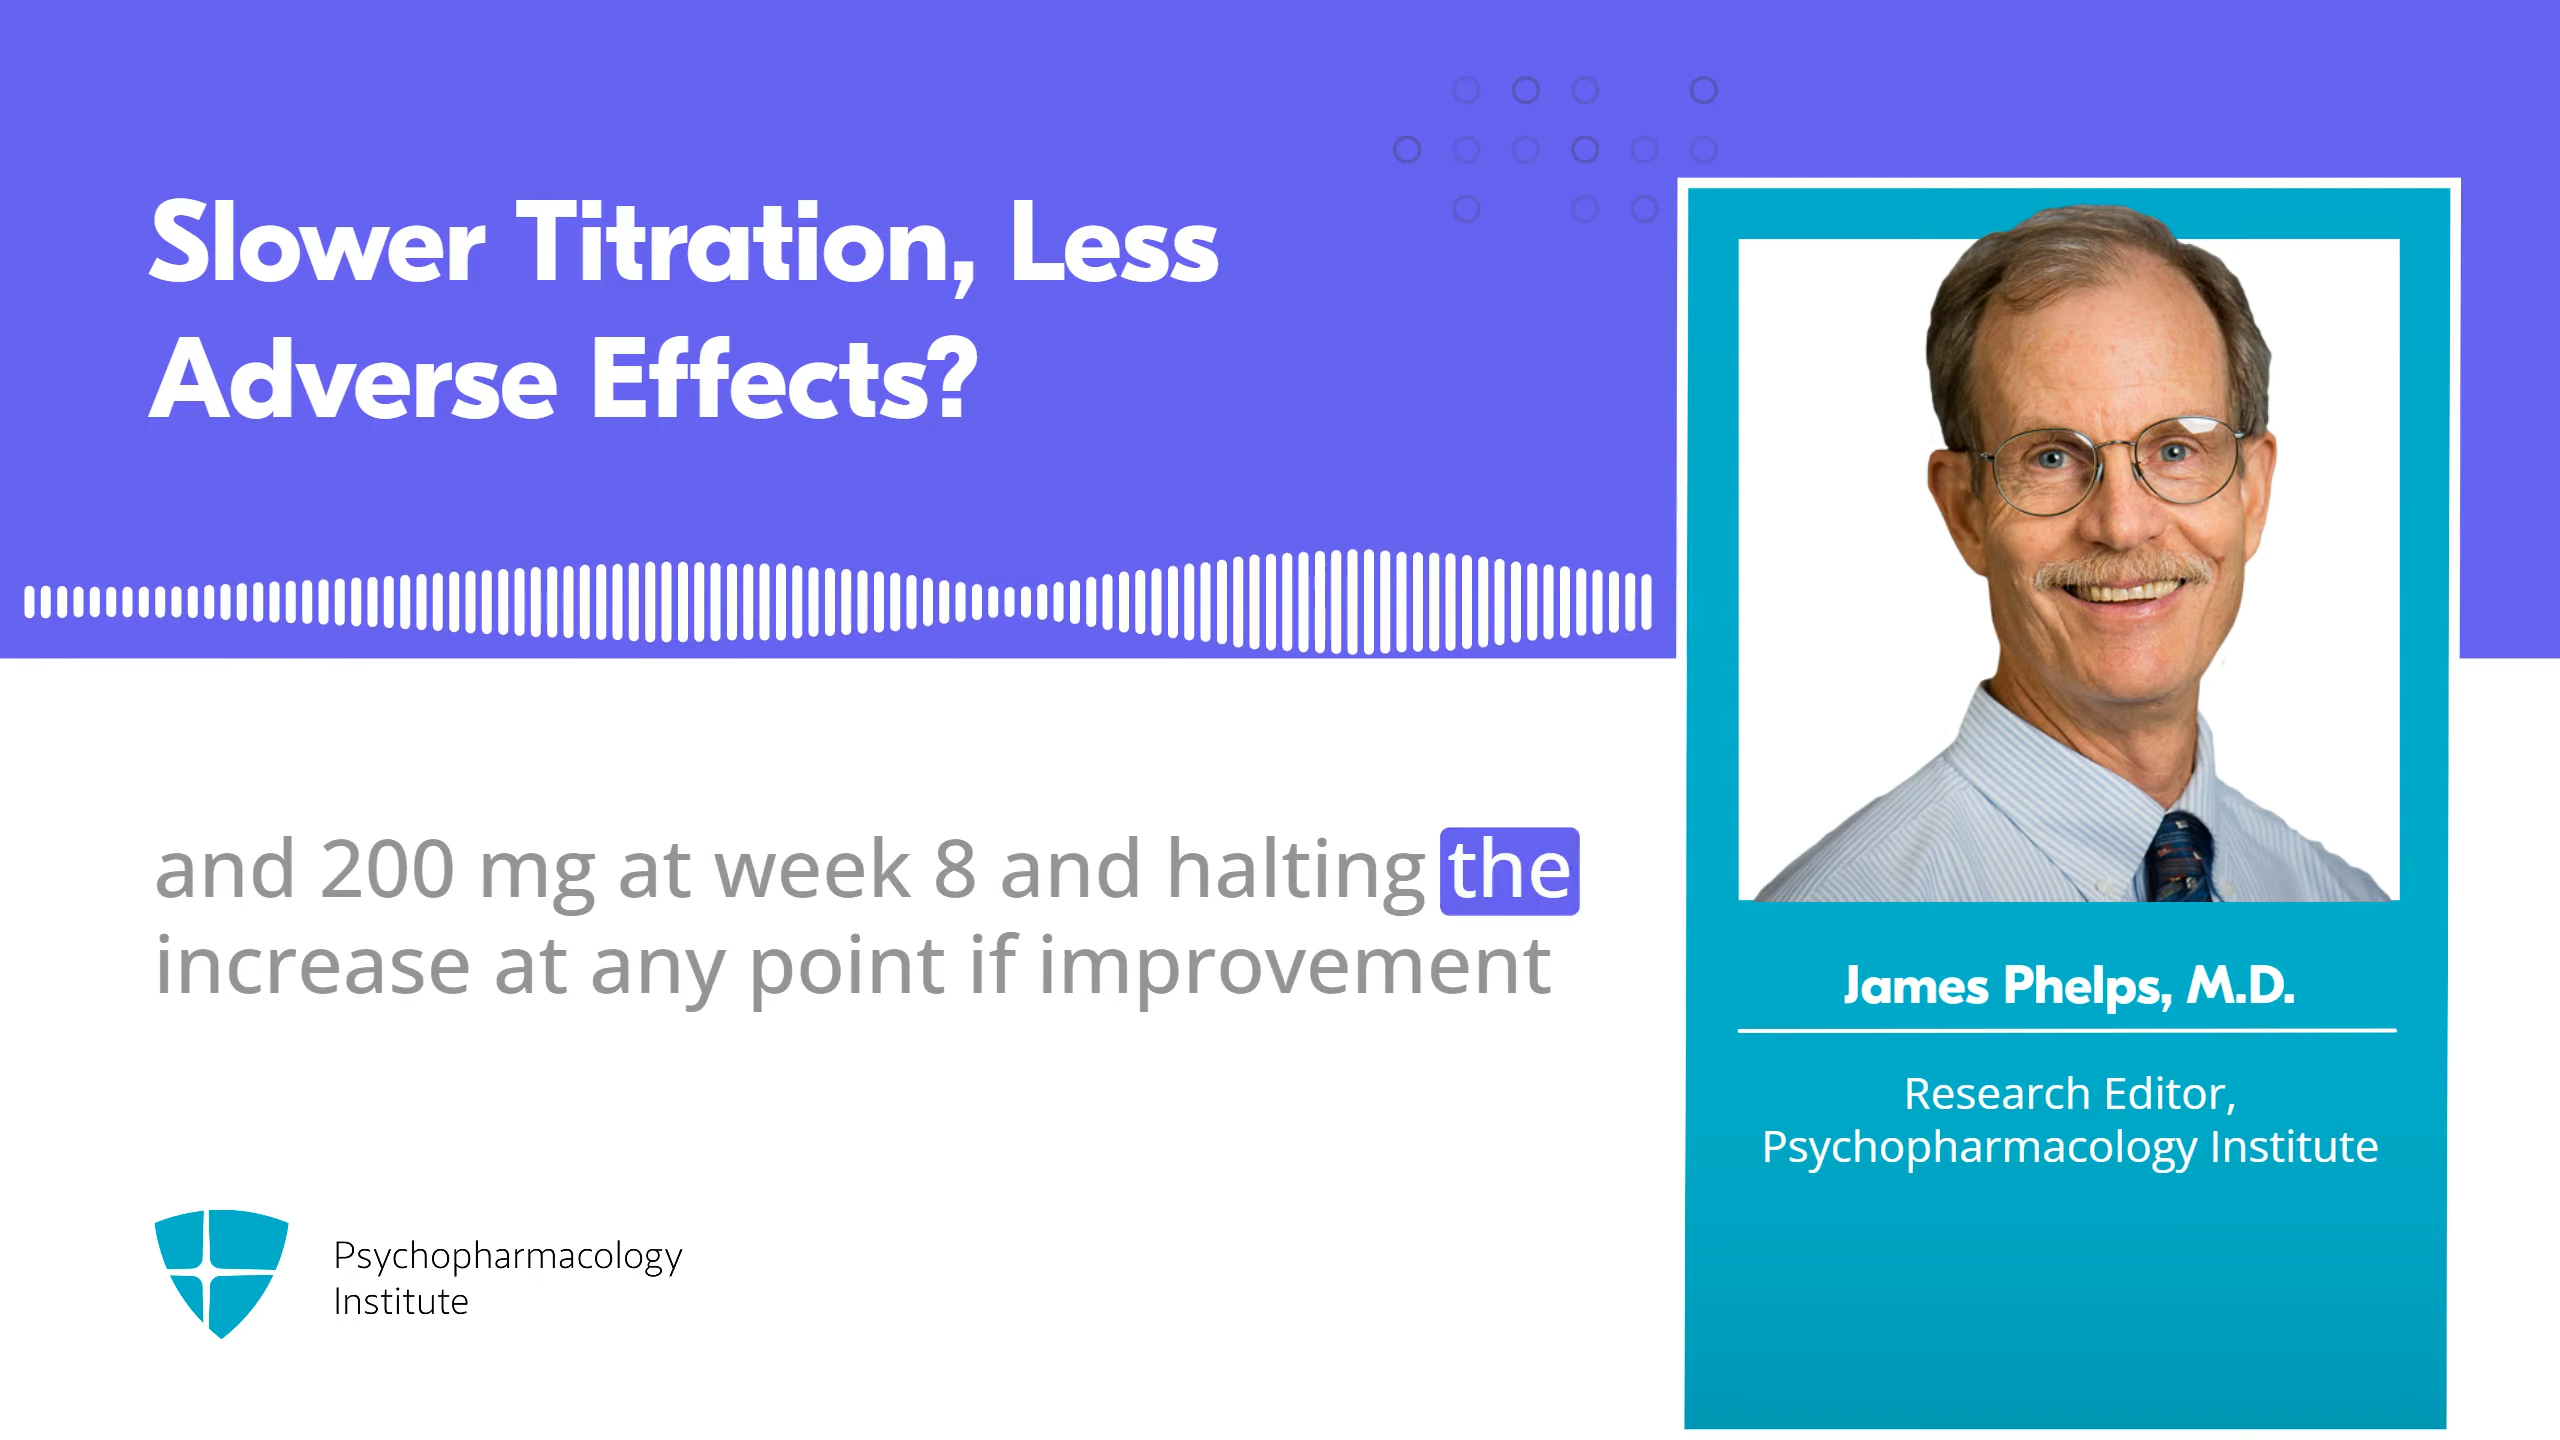 Slower Titration, Less
Adverse Effects?
and 200 mg at week 8 and halting the
increase at any point if improvement
James Phelps, M.D.
Research Editor,
Psychopharmacology Institute
Psychopharmacology
Institute